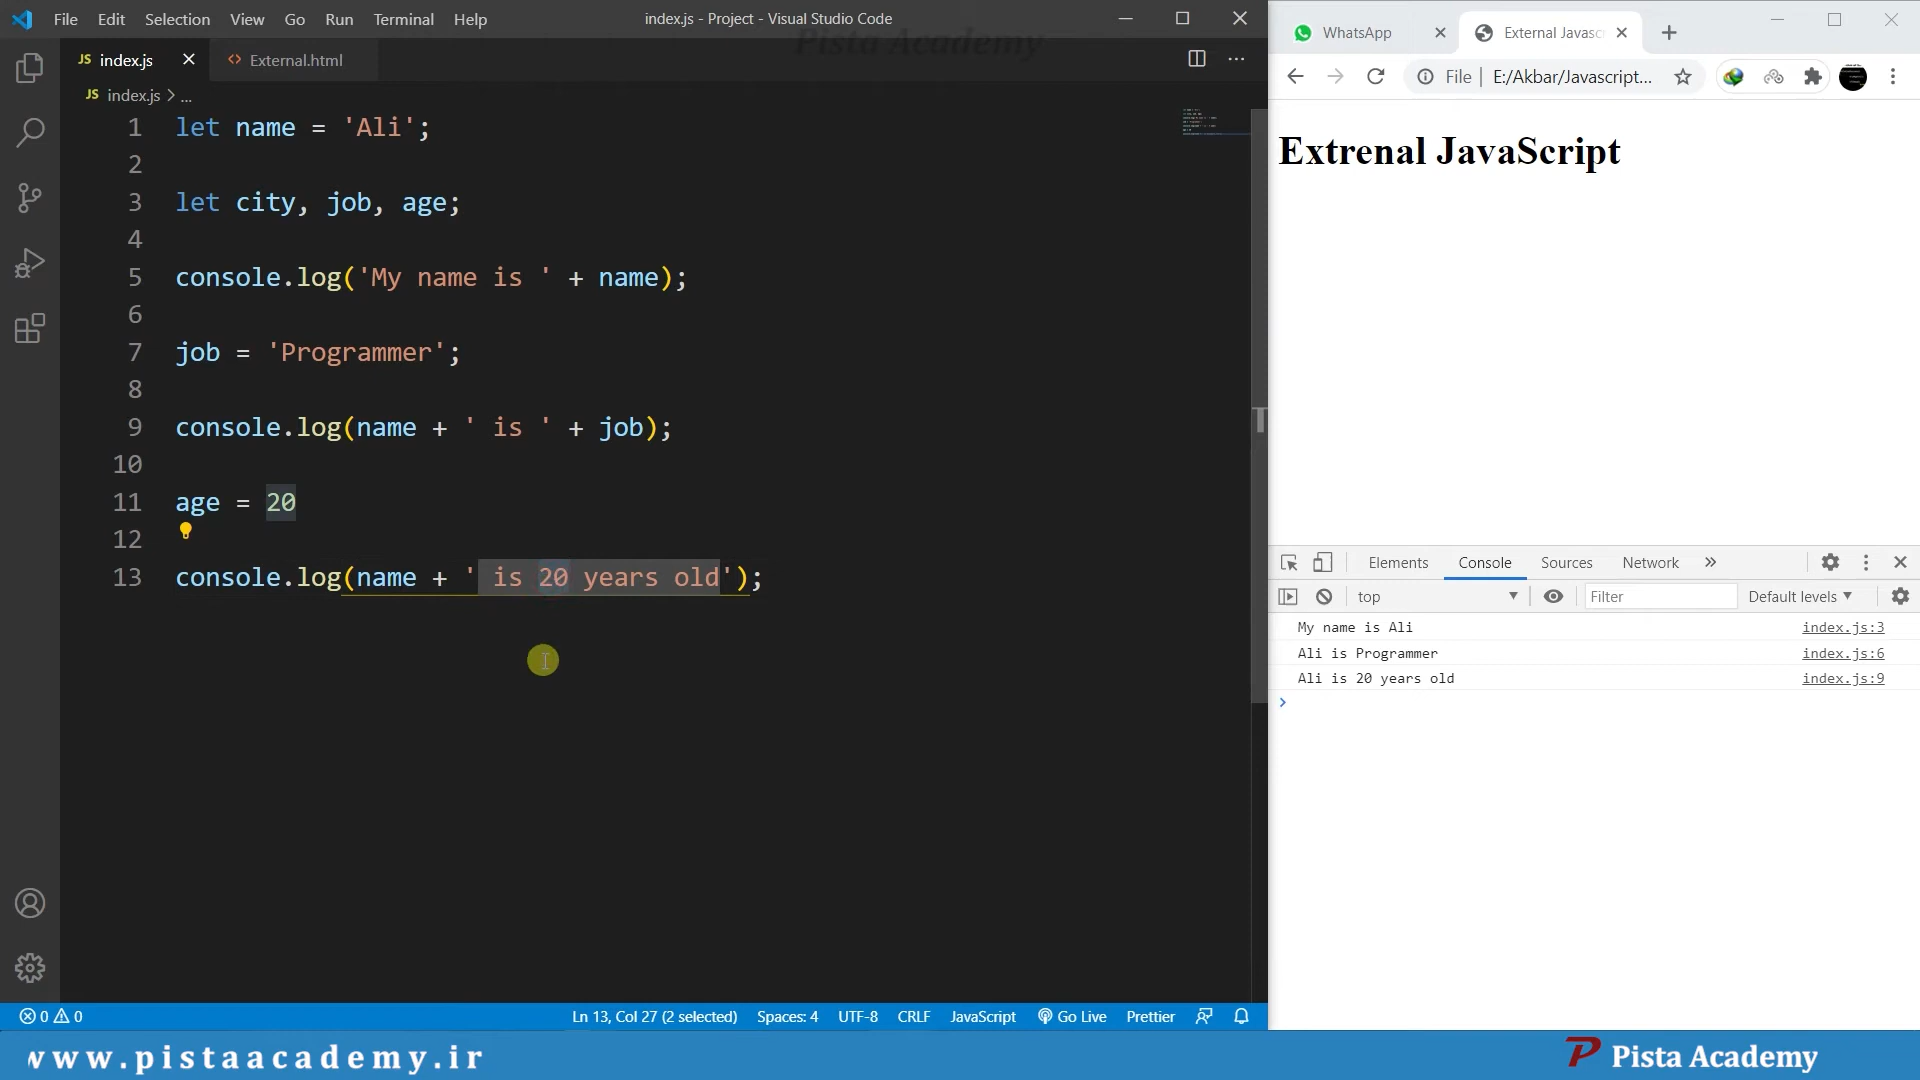 File Edit Selection View Go Run Terminal Help
index.js - Project - Visual Studio Code
Pista Academy
JS index.js
External.html
JS index.js > ...
1 let name = 'Ali';
2
3 let city, job, age;
4
5 console.log('My name is ' + name);
6
7 job = 'Programmer';
8
9 console.log(name + ' is ' + job);
10
11 age = 20
12
13 console.log(name + ' is 20 years old');
0 0
Ln 13, Col 27 (2 selected) Spaces: 4 UTF-8 CRLF JavaScript Go Live Prettier
WhatsApp
External Javasc
File | E:/Akbar/Javascript...
Extrenal JavaScript
Elements Console Sources Network »
top Filter Default levels
My name is Ali index.js:3
Ali is Programmer index.js:6
Ali is 20 years old index.js:9
>
www.pistaacademy.ir
Pista Academy